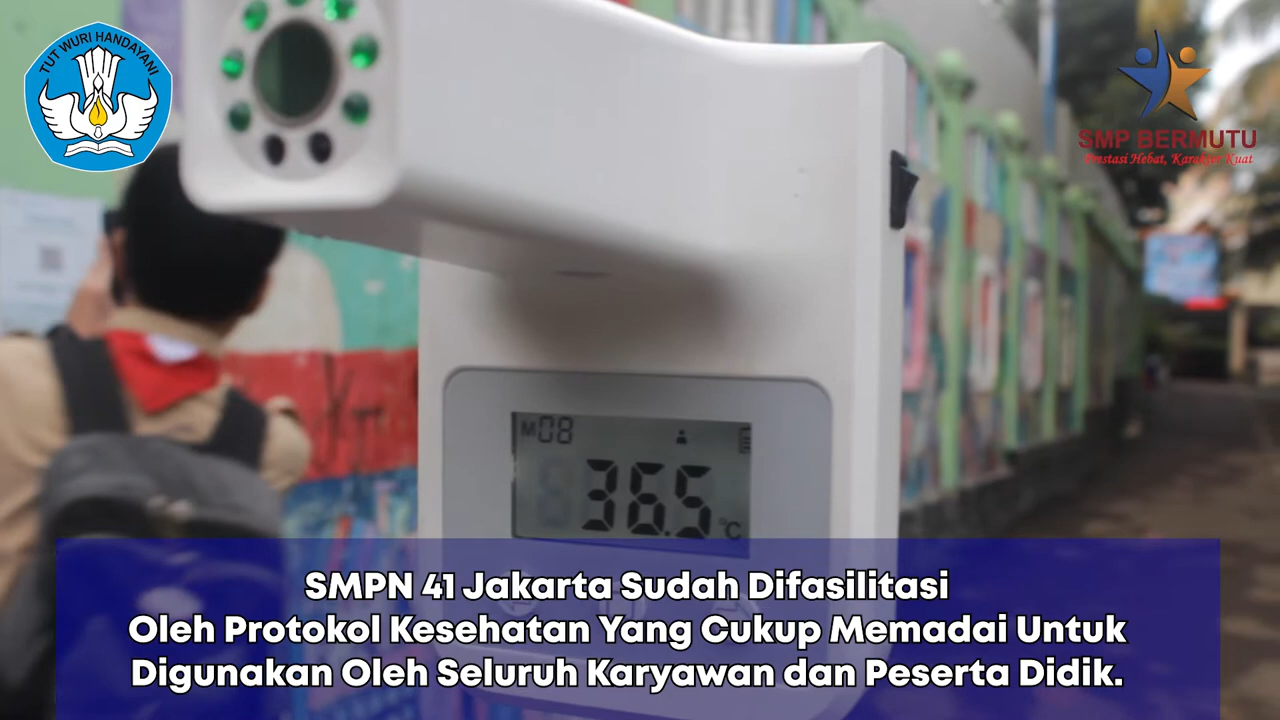 TUT WURI HANDAYANI
SMP BERMUTU
Prestasi Hebat, Karakter Kuat
M08
36.5 °C
SMPN 41 Jakarta Sudah Difasilitasi
Oleh Protokol Kesehatan Yang Cukup Memadai Untuk
Digunakan Oleh Seluruh Karyawan dan Peserta Didik.